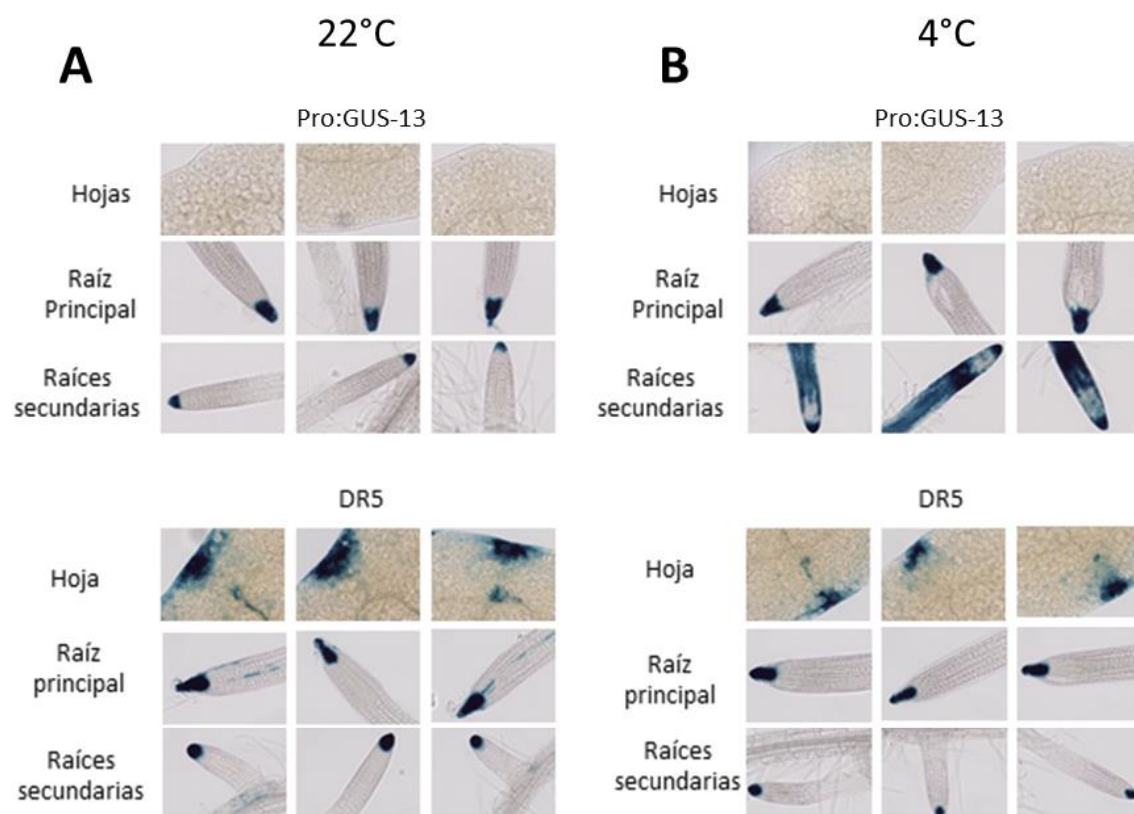 22°C
4°C
A
B
Pro:GUS-13
Pro:GUS-13
Hojas
Hojas
Raíz
Principal
Raíz
Principal
Raíces
secundarias
Raíces
secundarias
DR5
DR5
Hoja
Hoja
Raíz
principal
Raíz
principal
Raíces
secundarias
Raíces
secundarias